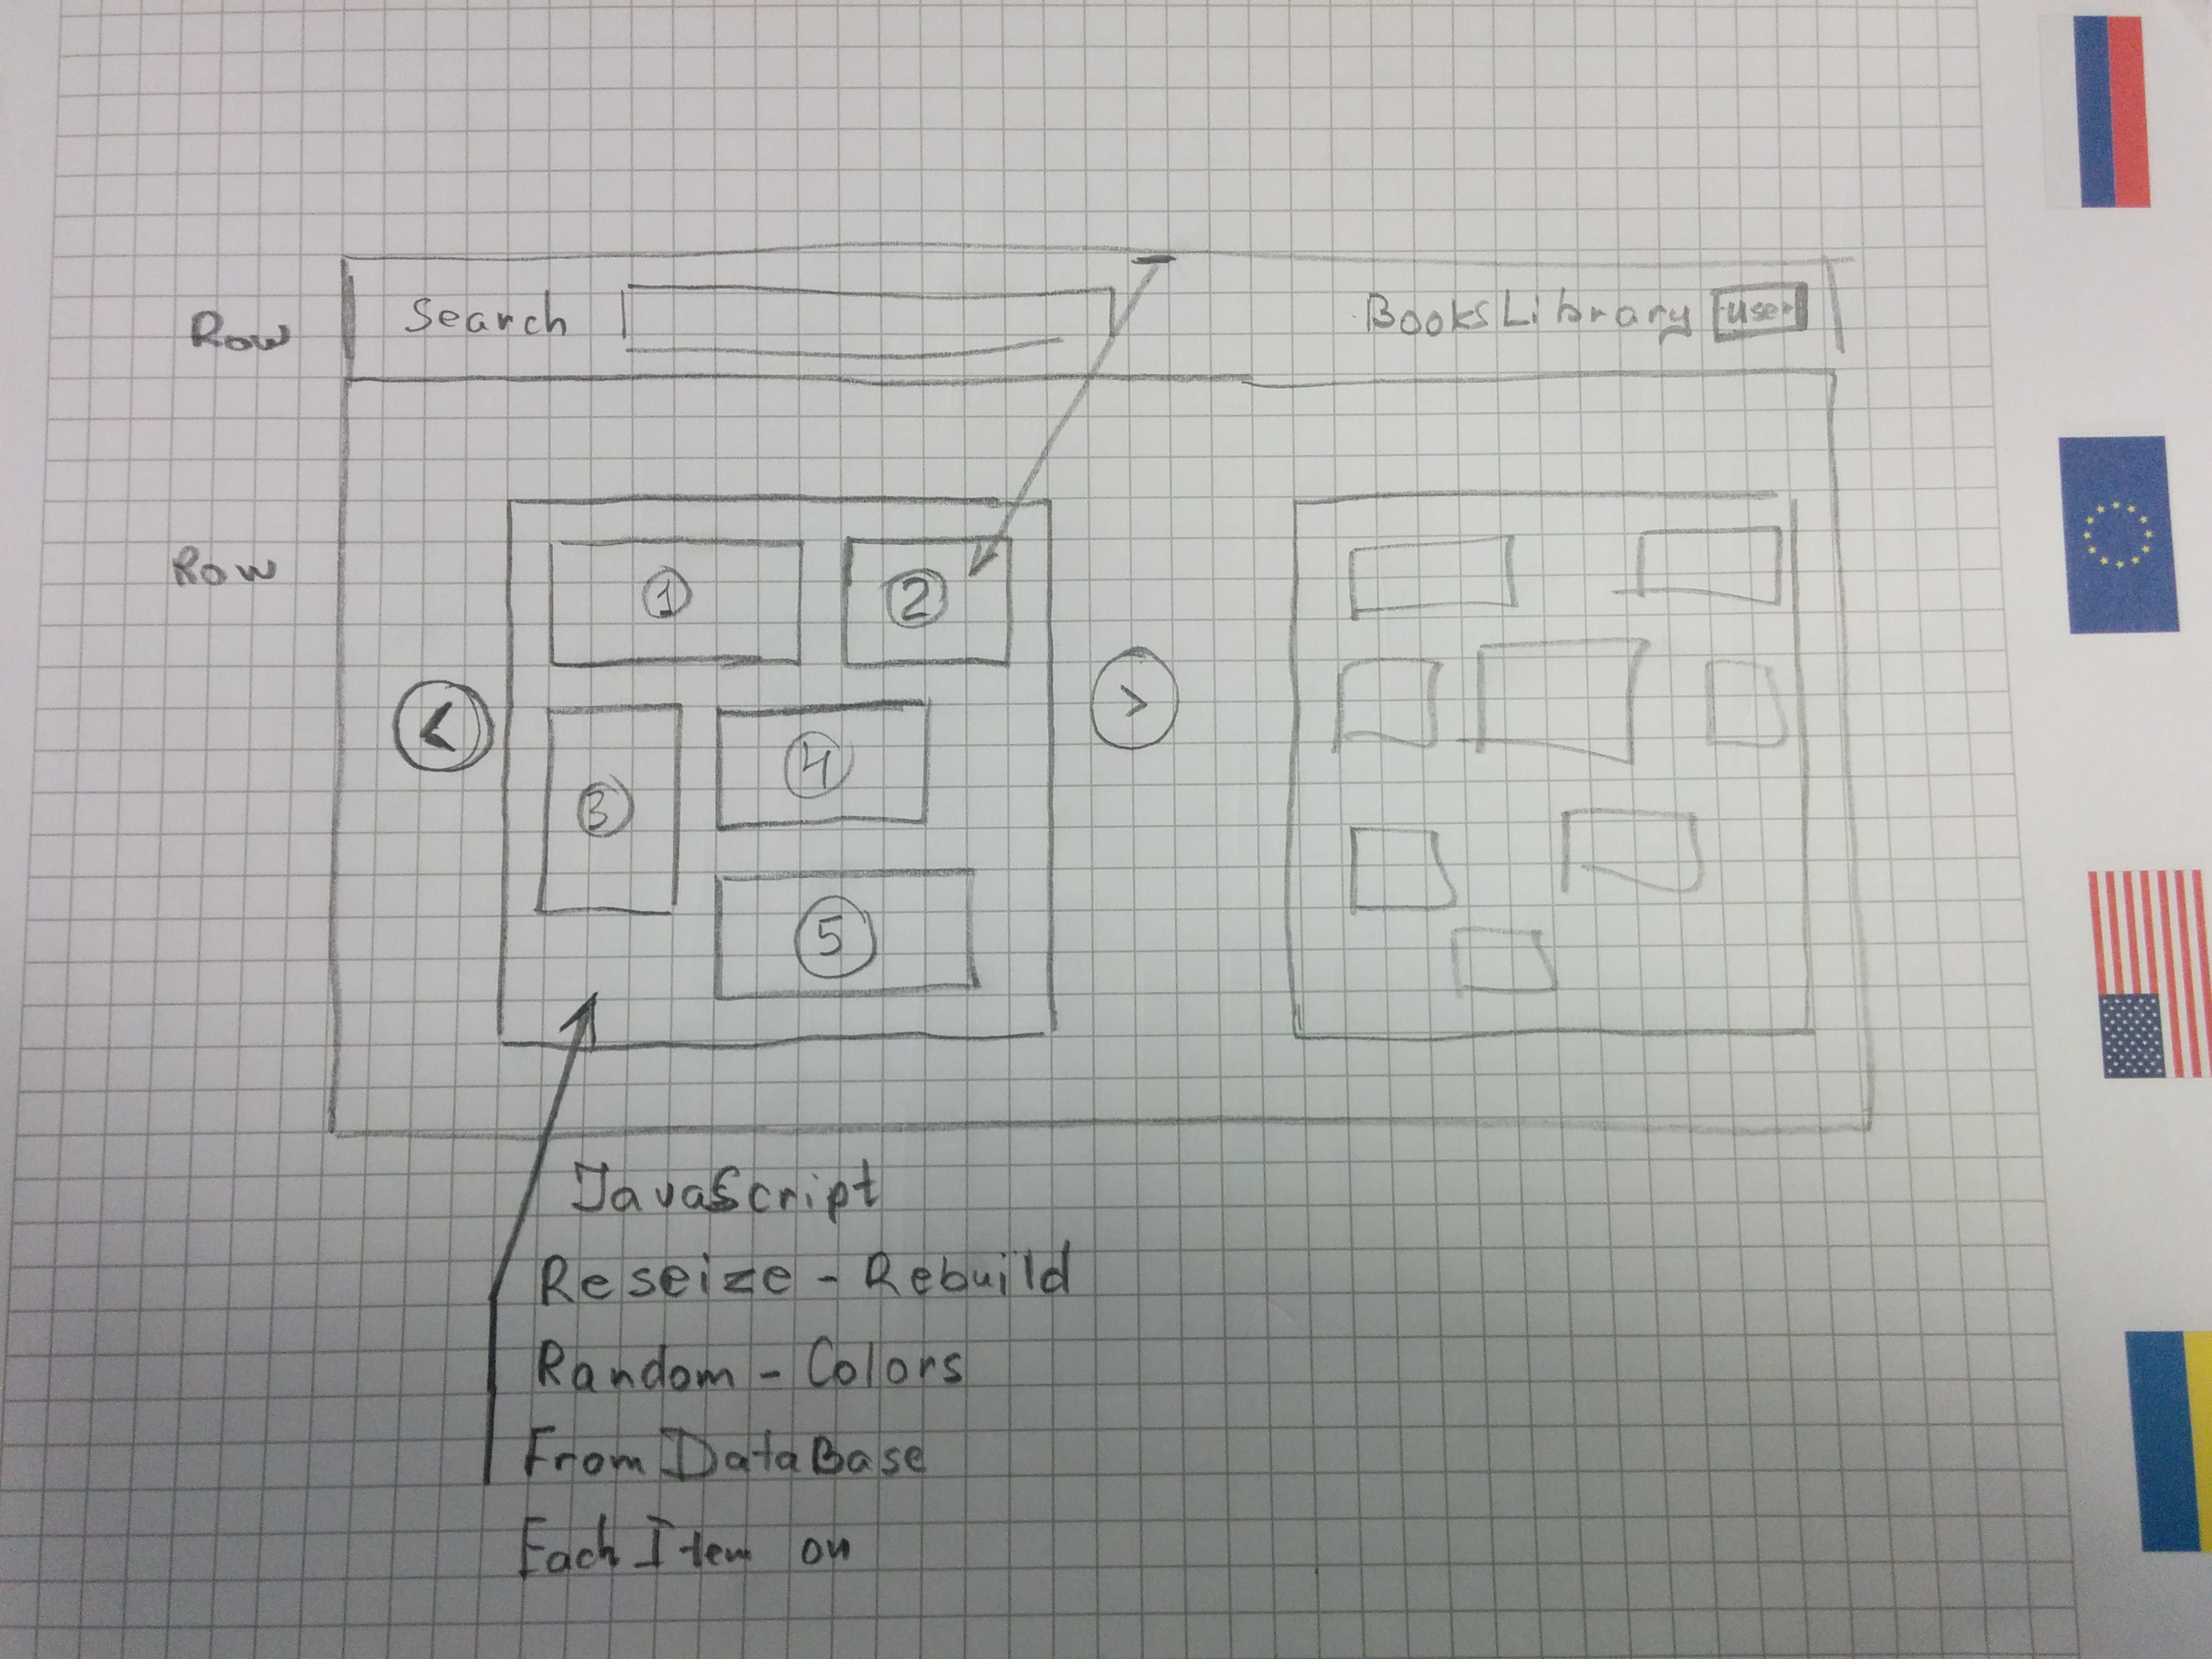 Row
Search
BooksLibrary
user
Row
1
2
<
>
3
4
5
JavaScript
Reseize - Rebuild
Random - Colors
From DataBase
Each Item on